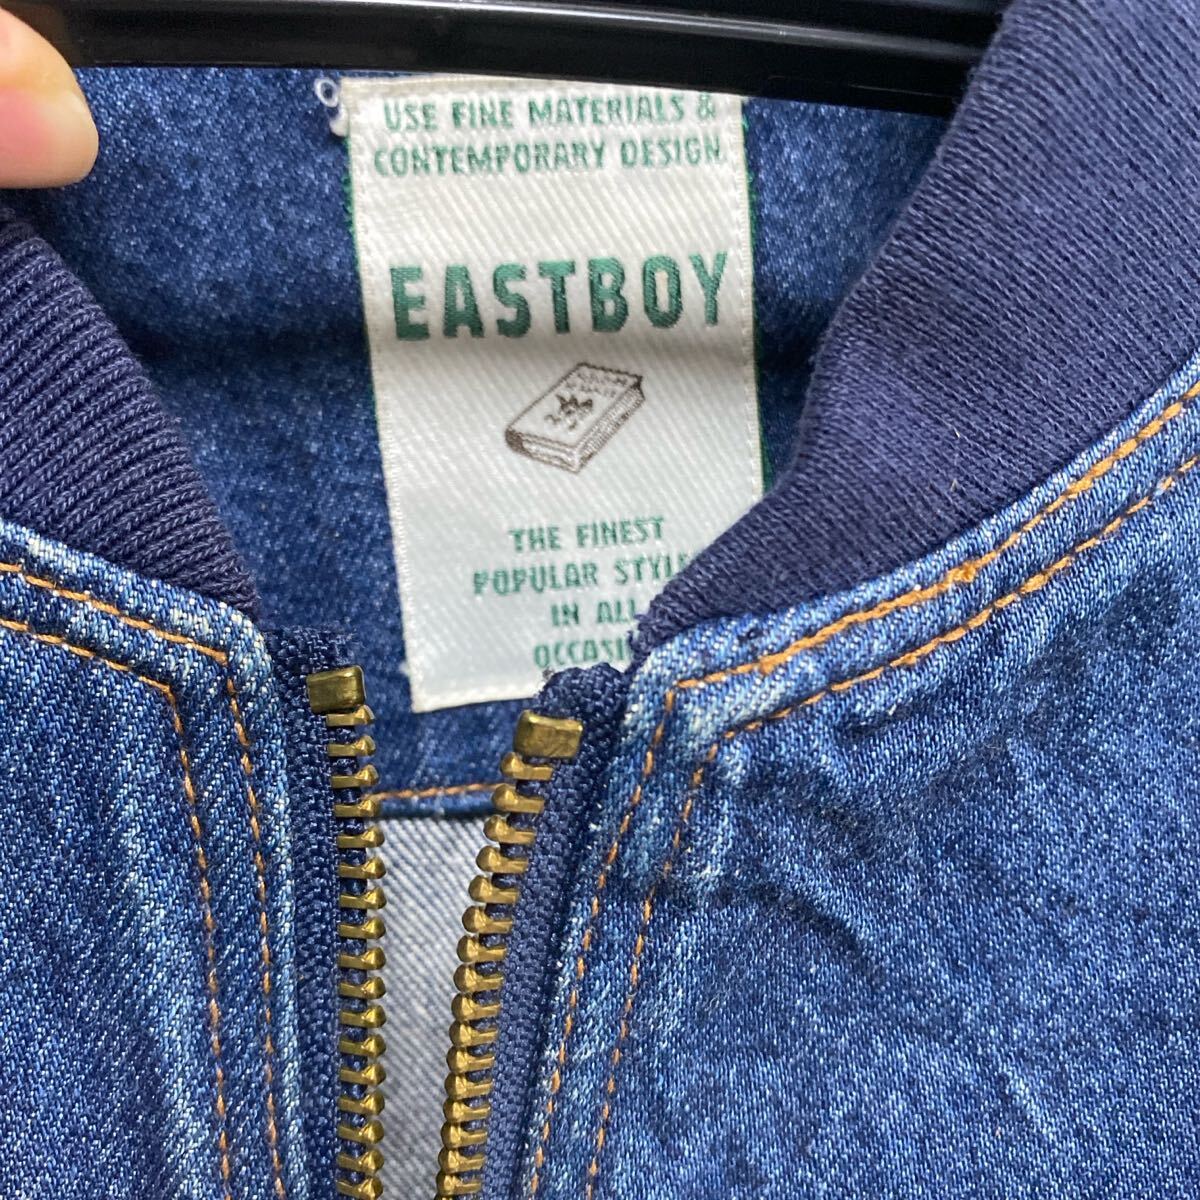 USE FINE MATERIALS &
CONTEMPORARY DESIGN.
EASTBOY
THE FINEST
POPULAR STYL
IN ALL
OCCASI